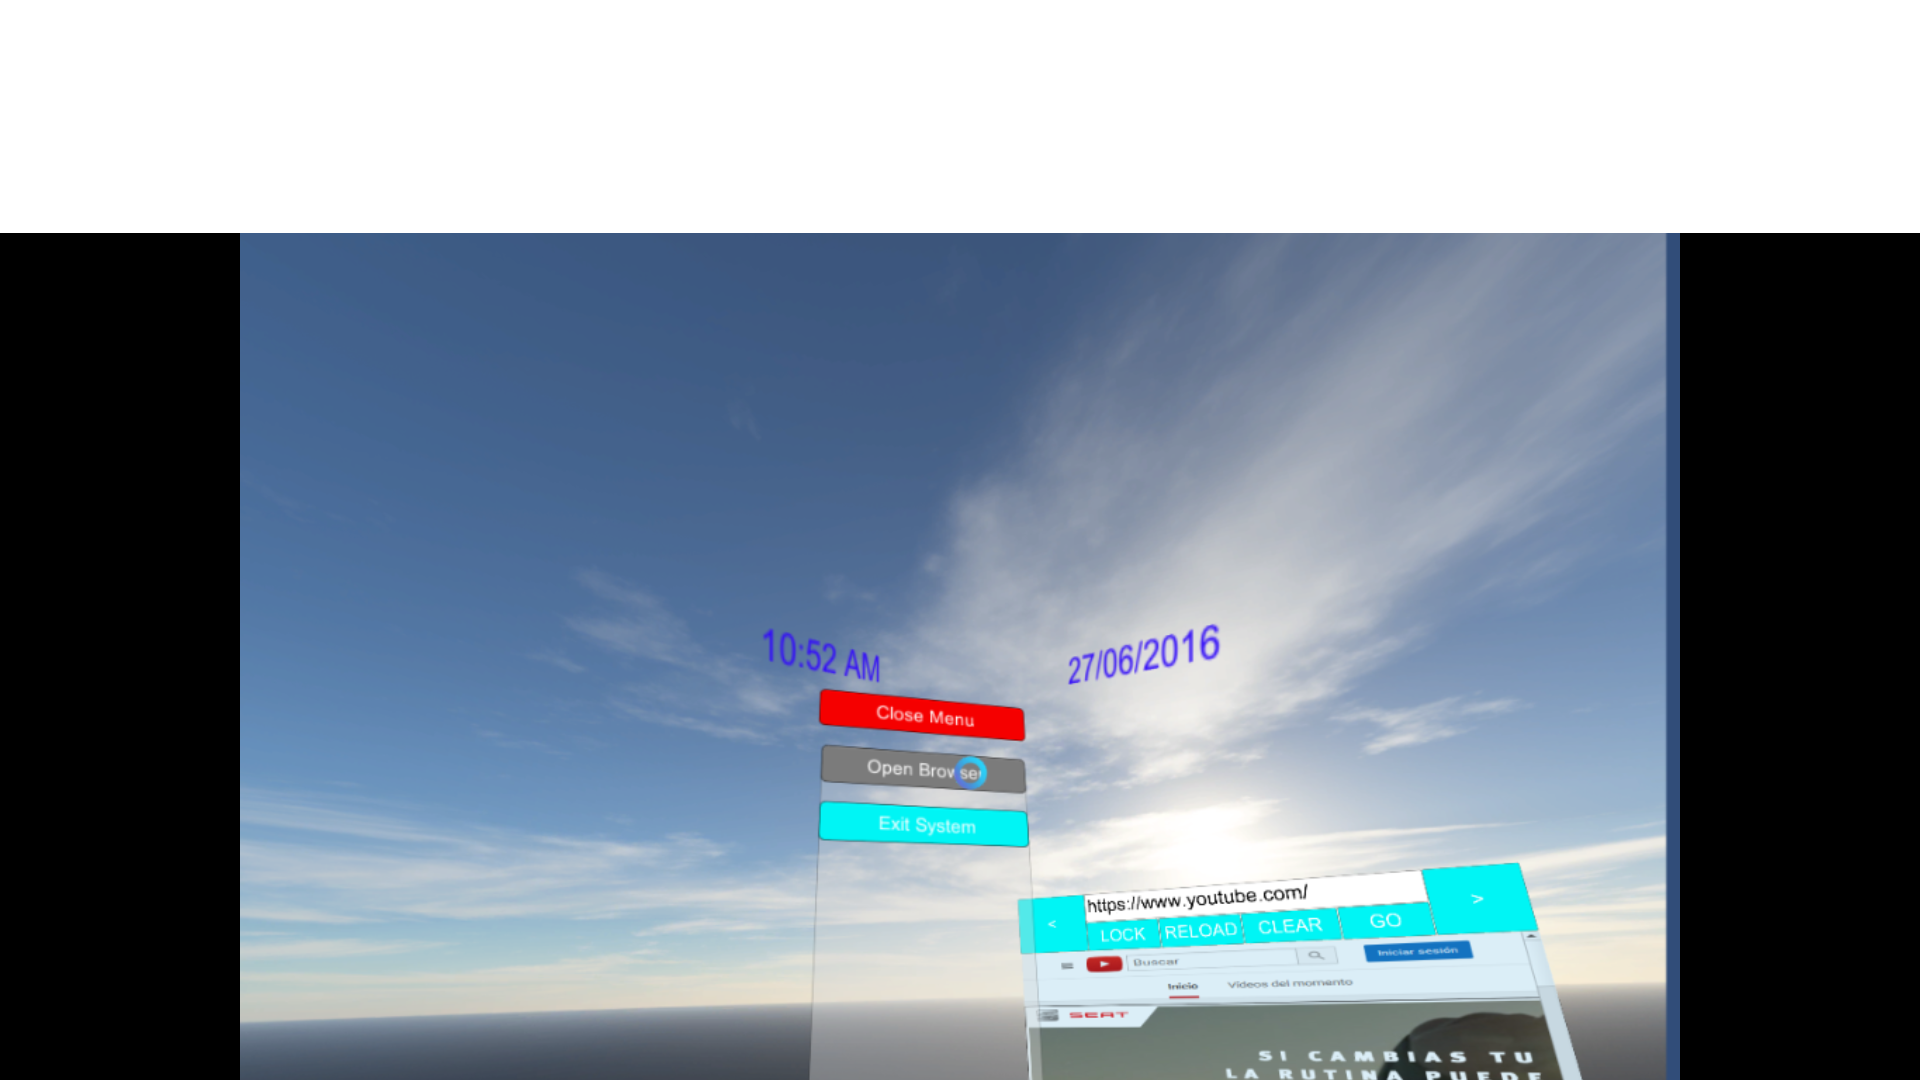 10:52 AM
27/06/2016
Close Menu
Open Browser
Exit System
<
https://www.youtube.com/
>
LOCK
RELOAD
CLEAR
GO
Buscar
Iniciar sesión
Inicio
Vídeos del momento
SEAT
SI CAMBIAS TU
LA RUTINA PUEDE